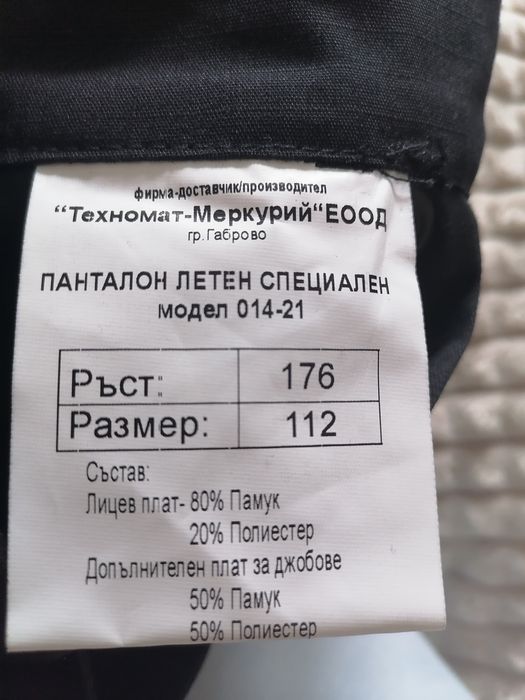 фирма-доставчик/производител
“Техномат-Меркурий“ЕООД
гр.Габрово
ПАНТАЛОН ЛЕТЕН СПЕЦИАЛЕН
модел 014-21
Ръст: 176
Размер: 112
Състав:
Лицев плат- 80% Памук
20% Полиестер
Допълнителен плат за джобове
50% Памук
50% Полиестер